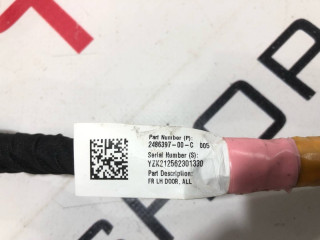 Part Number (P):
2486397-00-C 005
Serial Number (S):
YZK212562301330
Part Description:
FR LH DOOR, ALL